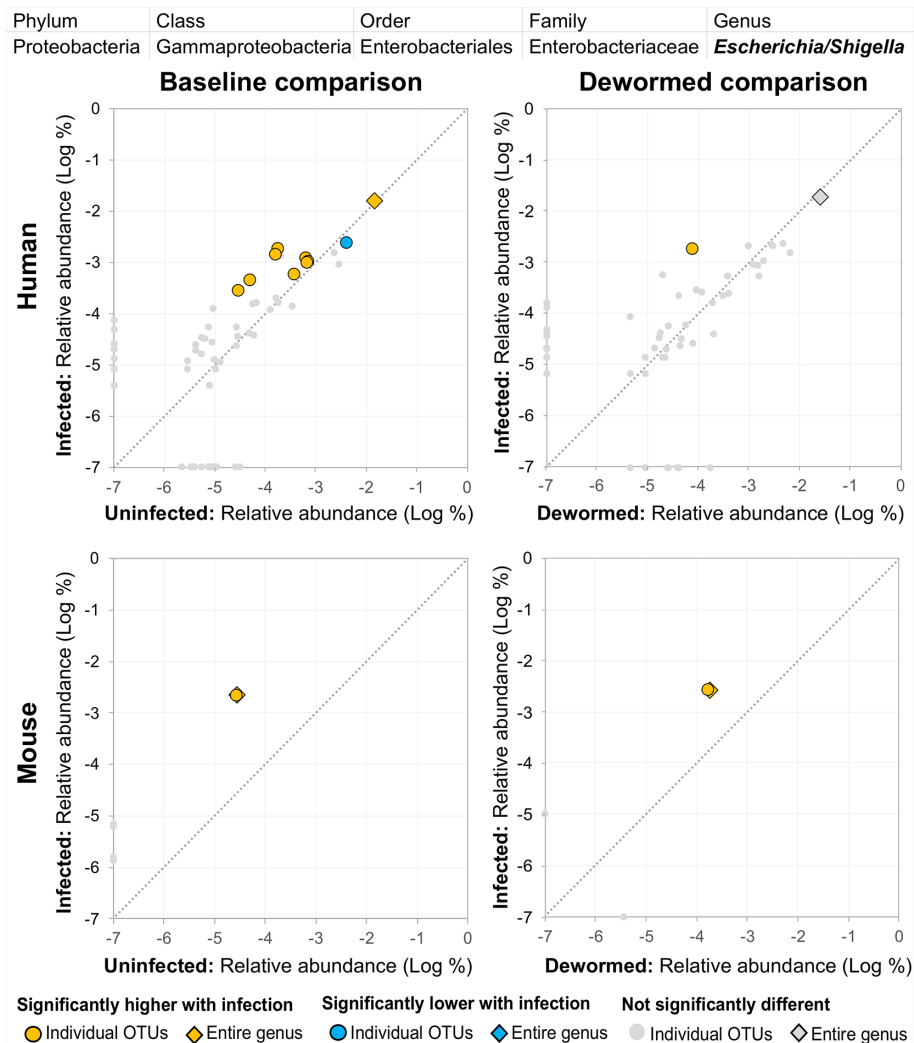 Phylum Class Order Family Genus
Proteobacteria Gammaproteobacteria Enterobacteriales Enterobacteriaceae Escherichia/Shigella
Baseline comparison Dewormed comparison
Human
Infected: Relative abundance (Log %)
0
-1
-2
-3
-4
-5
-6
-7
-7 -6 -5 -4 -3 -2 -1 0
Uninfected: Relative abundance (Log %)
Infected: Relative abundance (Log %)
0
-1
-2
-3
-4
-5
-6
-7
-7 -6 -5 -4 -3 -2 -1 0
Dewormed: Relative abundance (Log %)
Mouse
Infected: Relative abundance (Log %)
0
-1
-2
-3
-4
-5
-6
-7
-7 -6 -5 -4 -3 -2 -1 0
Uninfected: Relative abundance (Log %)
Infected: Relative abundance (Log %)
0
-1
-2
-3
-4
-5
-6
-7
-7 -6 -5 -4 -3 -2 -1 0
Dewormed: Relative abundance (Log %)
Significantly higher with infection Significantly lower with infection Not significantly different
Individual OTUs Entire genus Individual OTUs Entire genus Individual OTUs Entire genus